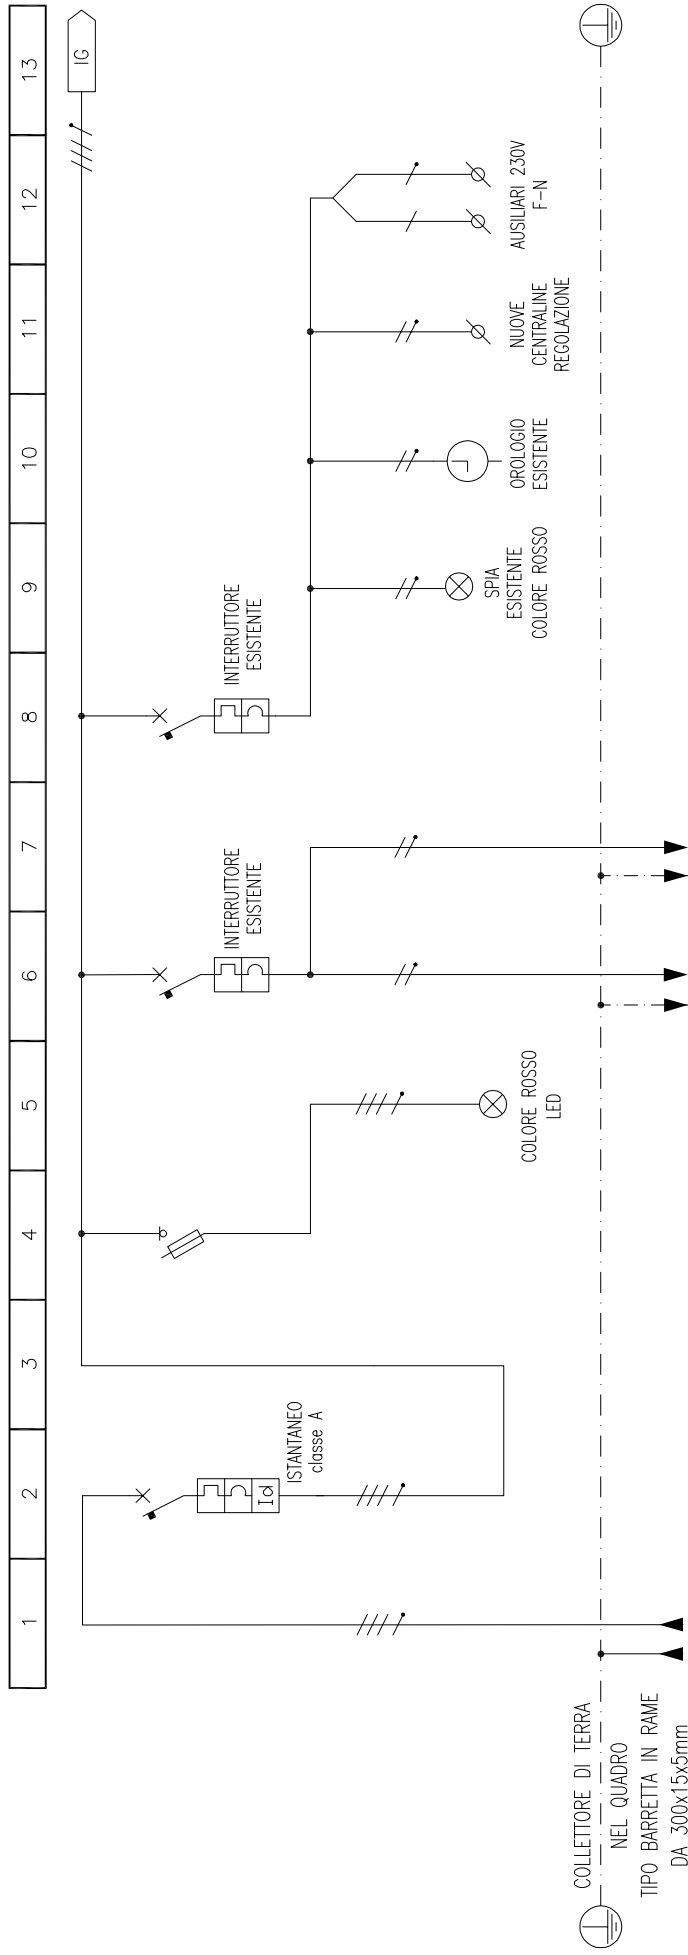 1
2
3
4
5
6
7
8
9
10
11
12
13
IG
Id
ISTANTANEO
classe A
COLORE ROSSO
LED
INTERRUTTORE
ESISTENTE
INTERRUTTORE
ESISTENTE
SPIA
ESISTENTE
COLORE ROSSO
OROLOGIO
ESISTENTE
NUOVE
CENTRALINE
REGOLAZIONE
AUSILIARI 230V
F-N
COLLETTORE DI TERRA
NEL QUADRO
TIPO BARRETTA IN RAME
DA 300x15x5mm